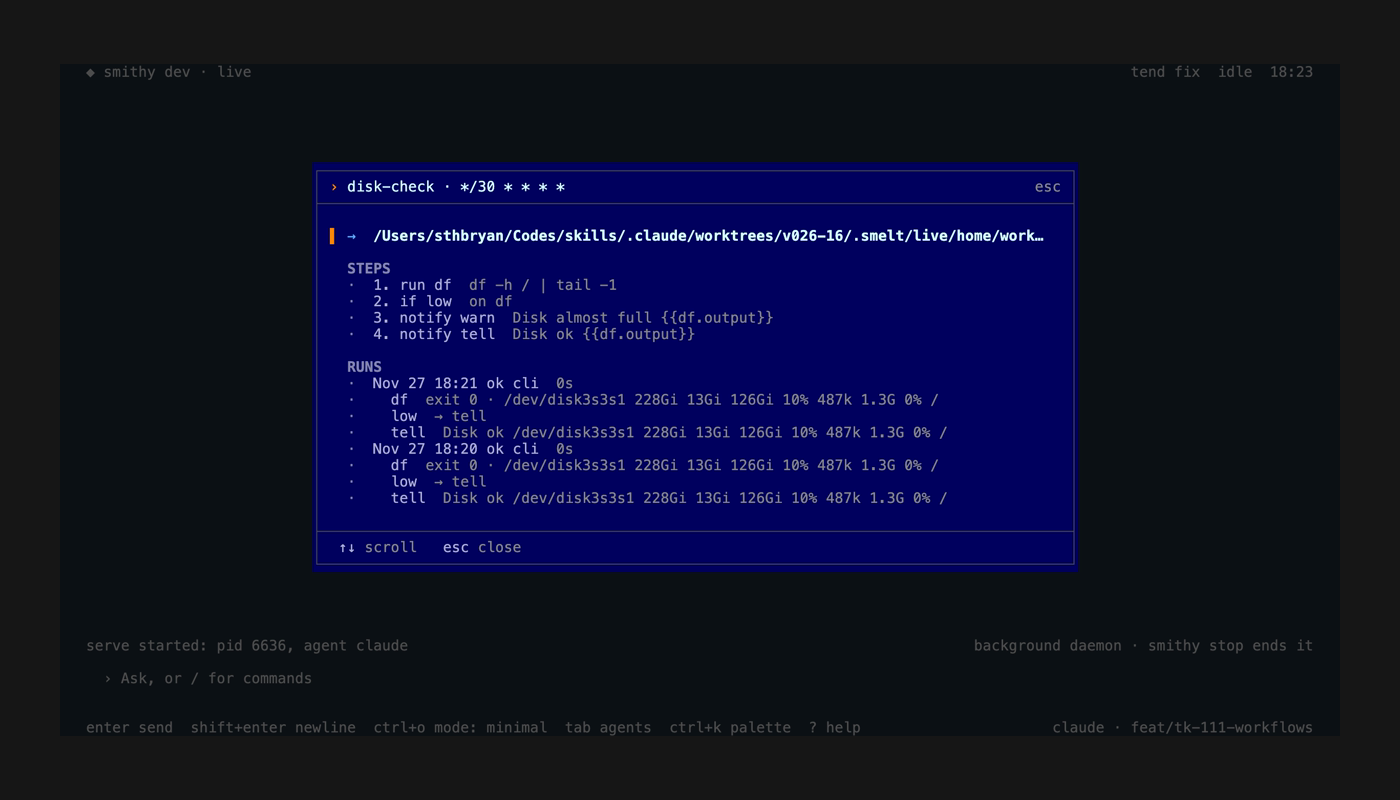 ◆ smithy dev · live tend fix idle 18:23
› disk-check · */30 * * * * esc
→ /Users/sthbryan/Codes/skills/.claude/worktrees/v026-16/.smelt/live/home/work…
STEPS
· 1. run df df -h / | tail -1
· 2. if low on df
· 3. notify warn Disk almost full {{df.output}}
· 4. notify tell Disk ok {{df.output}}
RUNS
· Nov 27 18:21 ok cli 0s
· df exit 0 · /dev/disk3s3s1 228Gi 13Gi 126Gi 10% 487k 1.3G 0% /
· low → tell
· tell Disk ok /dev/disk3s3s1 228Gi 13Gi 126Gi 10% 487k 1.3G 0% /
· Nov 27 18:20 ok cli 0s
· df exit 0 · /dev/disk3s3s1 228Gi 13Gi 126Gi 10% 487k 1.3G 0% /
· low → tell
· tell Disk ok /dev/disk3s3s1 228Gi 13Gi 126Gi 10% 487k 1.3G 0% /
↑↓ scroll esc close
serve started: pid 6636, agent claude background daemon · smithy stop ends it
› Ask, or / for commands
enter send shift+enter newline ctrl+o mode: minimal tab agents ctrl+k palette ? help claude · feat/tk-111-workflows